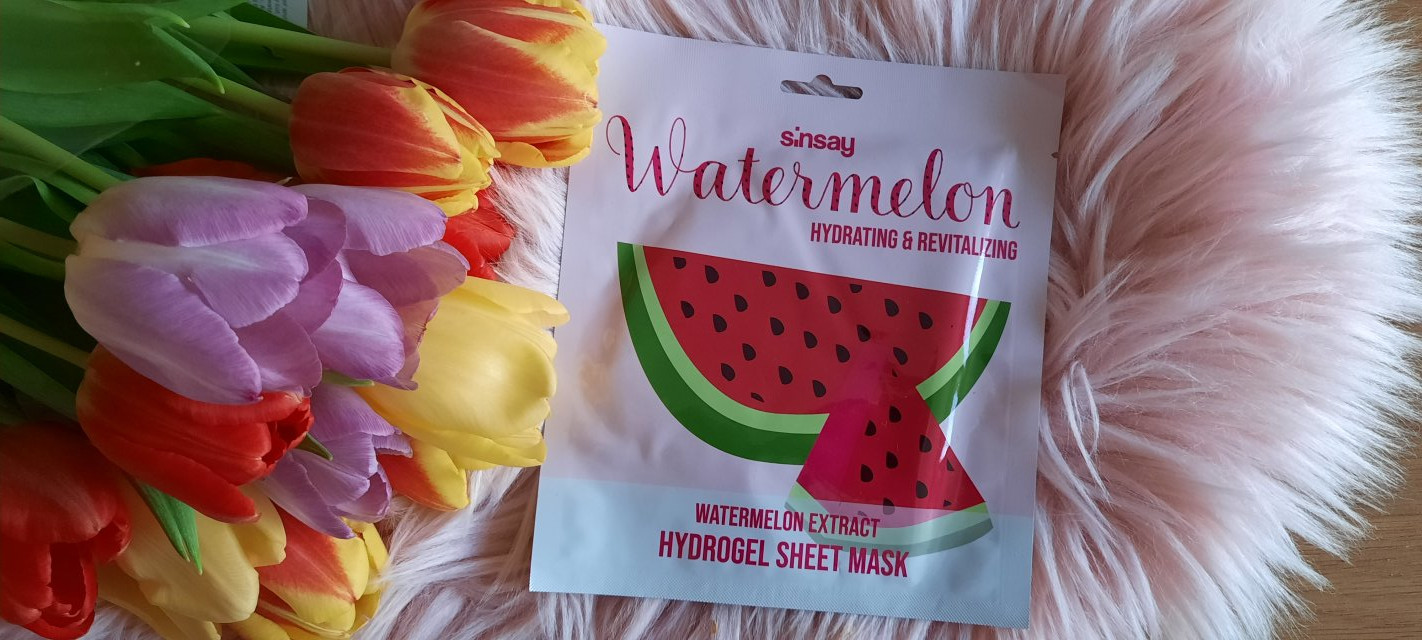 sinsay
Watermelon
HYDRATING & REVITALIZING
WATERMELON EXTRACT
HYDROGEL SHEET MASK